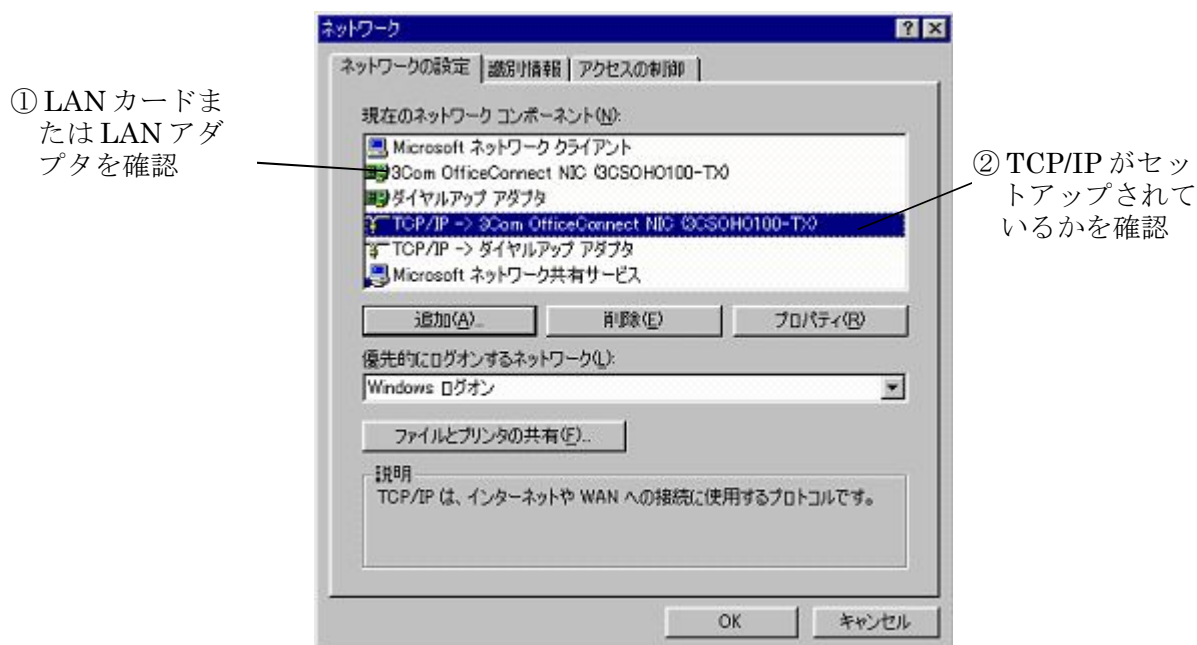 ネットワーク
ネットワークの設定 識別情報 アクセスの制御
① LAN カードま
たは LAN アダ
プタを確認
現在のネットワーク コンポーネント(N):
Microsoft ネットワーク クライアント
3Com OfficeConnect NIC (3CSOHO100-TX)
ダイヤルアップ アダプタ
TCP/IP -> 3Com OfficeConnect NIC (3CSOHO100-TX)
TCP/IP -> ダイヤルアップ アダプタ
Microsoft ネットワーク共有サービス
② TCP/IP がセッ
トアップされて
いるかを確認
追加(A)... 削除(E) プロパティ(R)
優先的にログオンするネットワーク(L):
Windows ログオン
ファイルとプリンタの共有(F)...
説明
TCP/IP は、インターネットや WAN への接続に使用するプロトコルです。
OK キャンセル